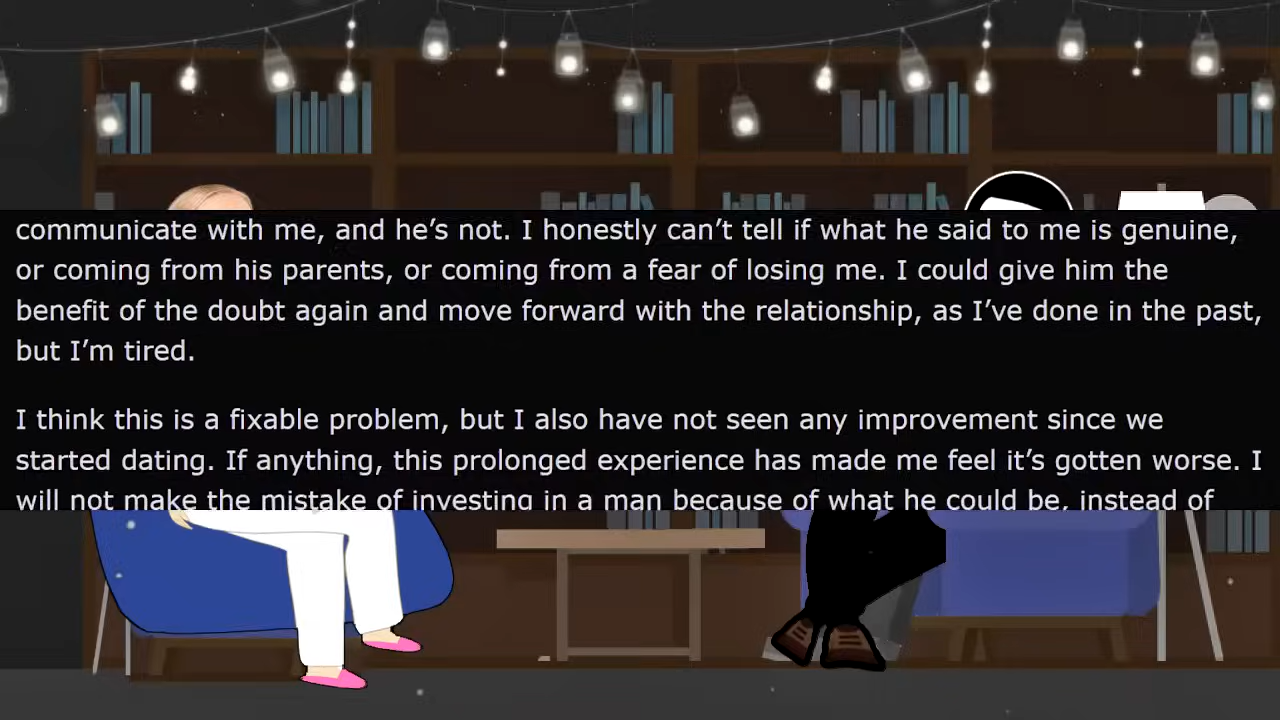 communicate with me, and he’s not. I honestly can’t tell if what he said to me is genuine,
or coming from his parents, or coming from a fear of losing me. I could give him the
benefit of the doubt again and move forward with the relationship, as I’ve done in the past,
but I’m tired.
I think this is a fixable problem, but I also have not seen any improvement since we
started dating. If anything, this prolonged experience has made me feel it’s gotten worse. I
will not make the mistake of investing in a man because of what he could be, instead of